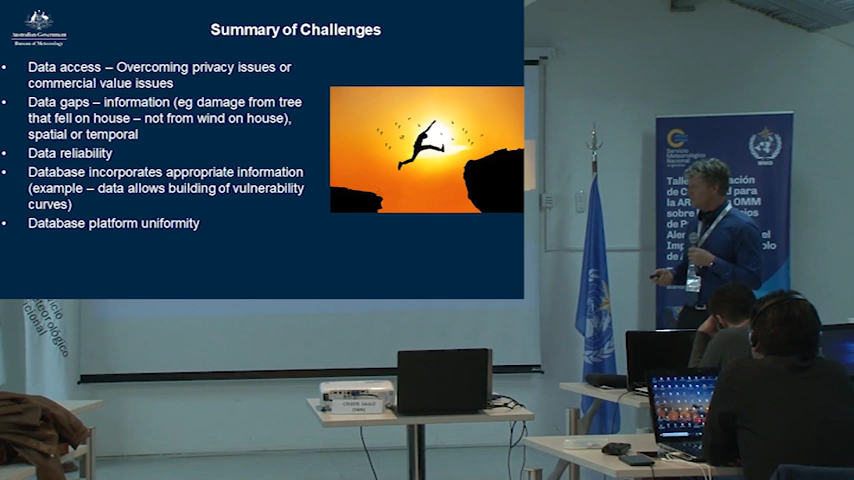 Australian Government
Bureau of Meteorology
Summary of Challenges
• Data access – Overcoming privacy issues or
commercial value issues
• Data gaps – information (eg damage from tree
that fell on house – not from wind on house),
spatial or temporal
• Data reliability
• Database incorporates appropriate information
(example – data allows building of vulnerability
curves)
• Database platform uniformity
Servicio
Meteorológico
Nacional
WMO
de C
para
la AR
OMM
sobre
de P
Aler
el
Imp
de A